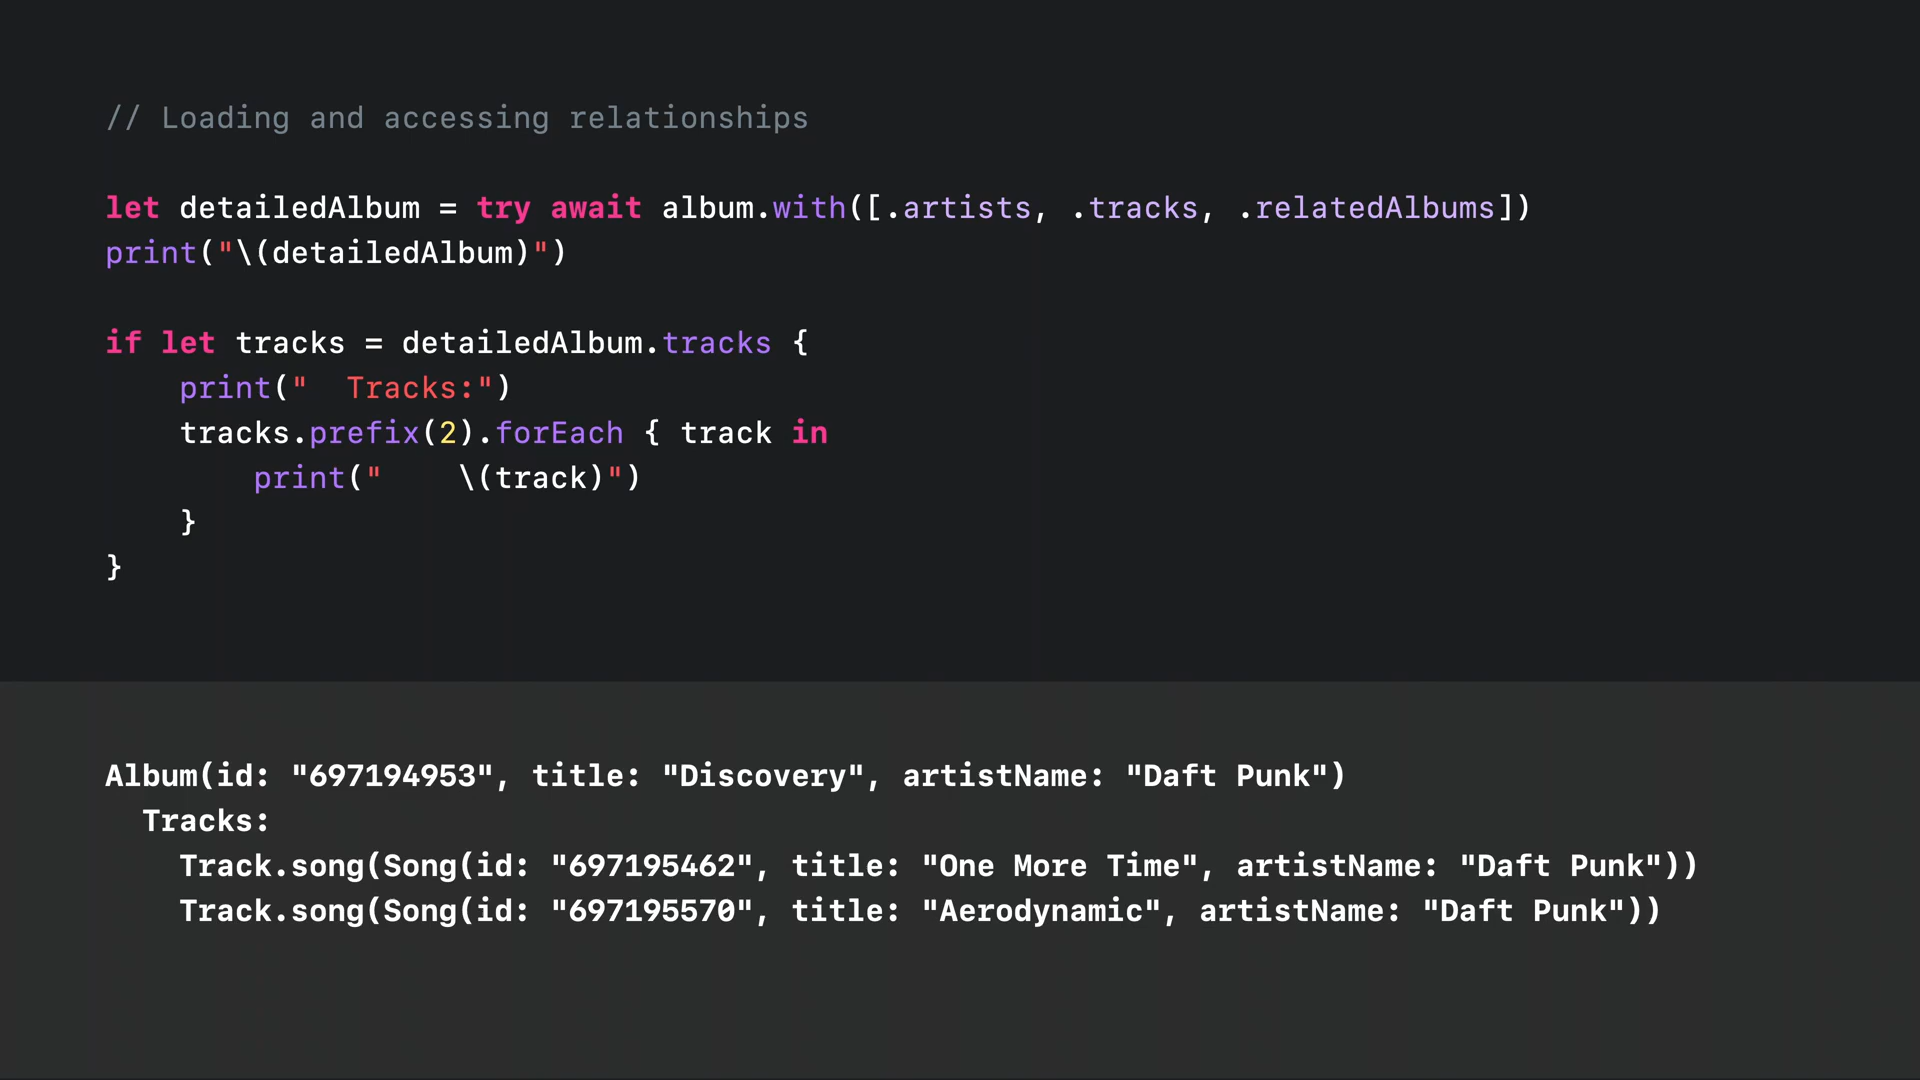 // Loading and accessing relationships
let detailedAlbum = try await album.with([.artists, .tracks, .relatedAlbums])
print("\(detailedAlbum)")
if let tracks = detailedAlbum.tracks {
    print("  Tracks:")
    tracks.prefix(2).forEach { track in
        print("    \(track)")
    }
}
Album(id: "697194953", title: "Discovery", artistName: "Daft Punk")
  Tracks:
    Track.song(Song(id: "697195462", title: "One More Time", artistName: "Daft Punk"))
    Track.song(Song(id: "697195570", title: "Aerodynamic", artistName: "Daft Punk"))